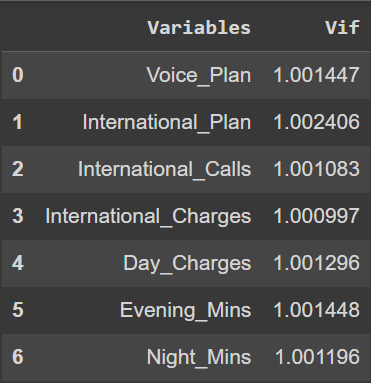 Variables Vif
0 Voice_Plan 1.001447
1 International_Plan 1.002406
2 International_Calls 1.001083
3 International_Charges 1.000997
4 Day_Charges 1.001296
5 Evening_Mins 1.001448
6 Night_Mins 1.001196